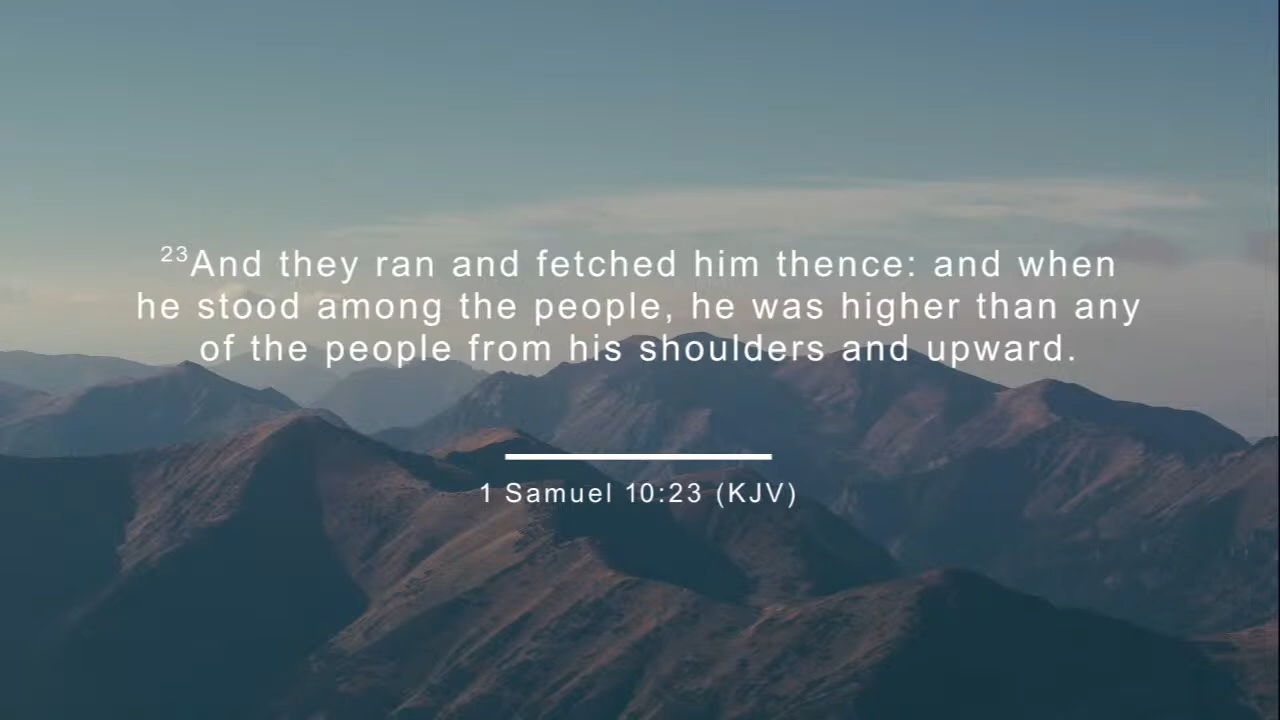 23And they ran and fetched him thence: and when
he stood among the people, he was higher than any
of the people from his shoulders and upward.
1 Samuel 10:23 (KJV)